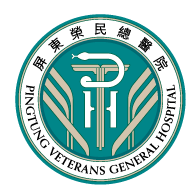 屏東榮民總醫院
PINGTUNG VETERANS GENERAL HOSPITAL